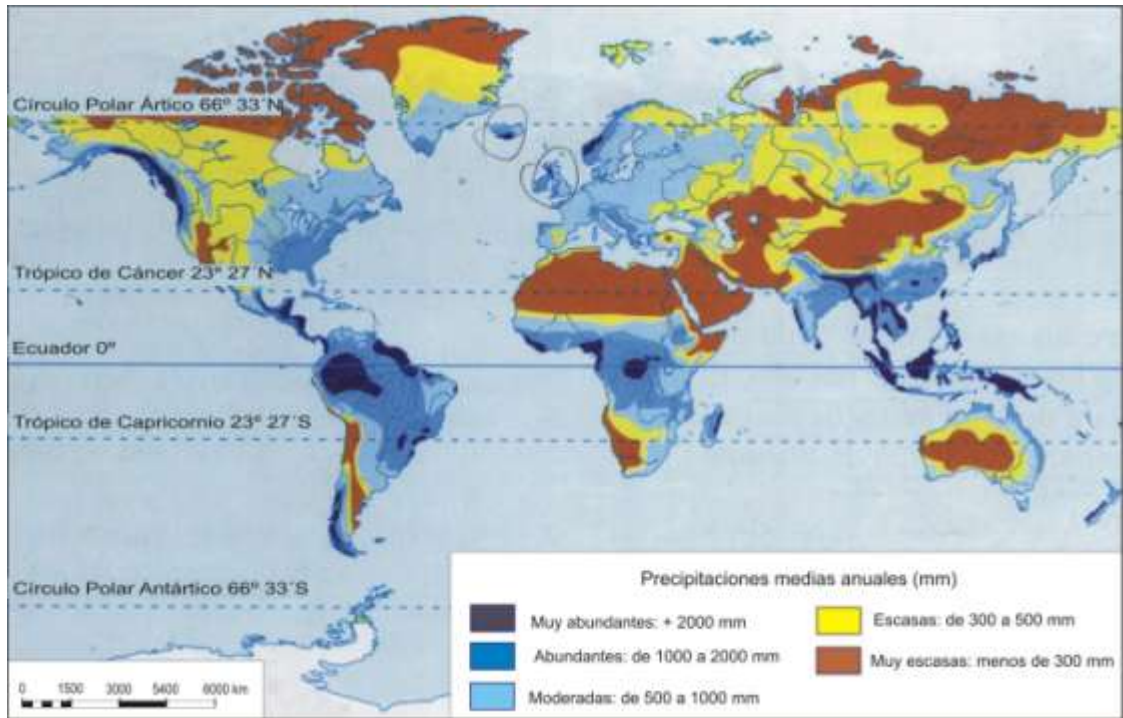 Círculo Polar Ártico 66º 33´N
Trópico de Cáncer 23º 27´N
Ecuador 0º
Trópico de Capricornio 23º 27´S
Círculo Polar Antártico 66º 33´S
Precipitaciones medias anuales (mm)
Muy abundantes: + 2000 mm
Abundantes: de 1000 a 2000 mm
Moderadas: de 500 a 1000 mm
Escasas: de 300 a 500 mm
Muy escasas: menos de 300 mm
0 1500 3000 5400 6000 km